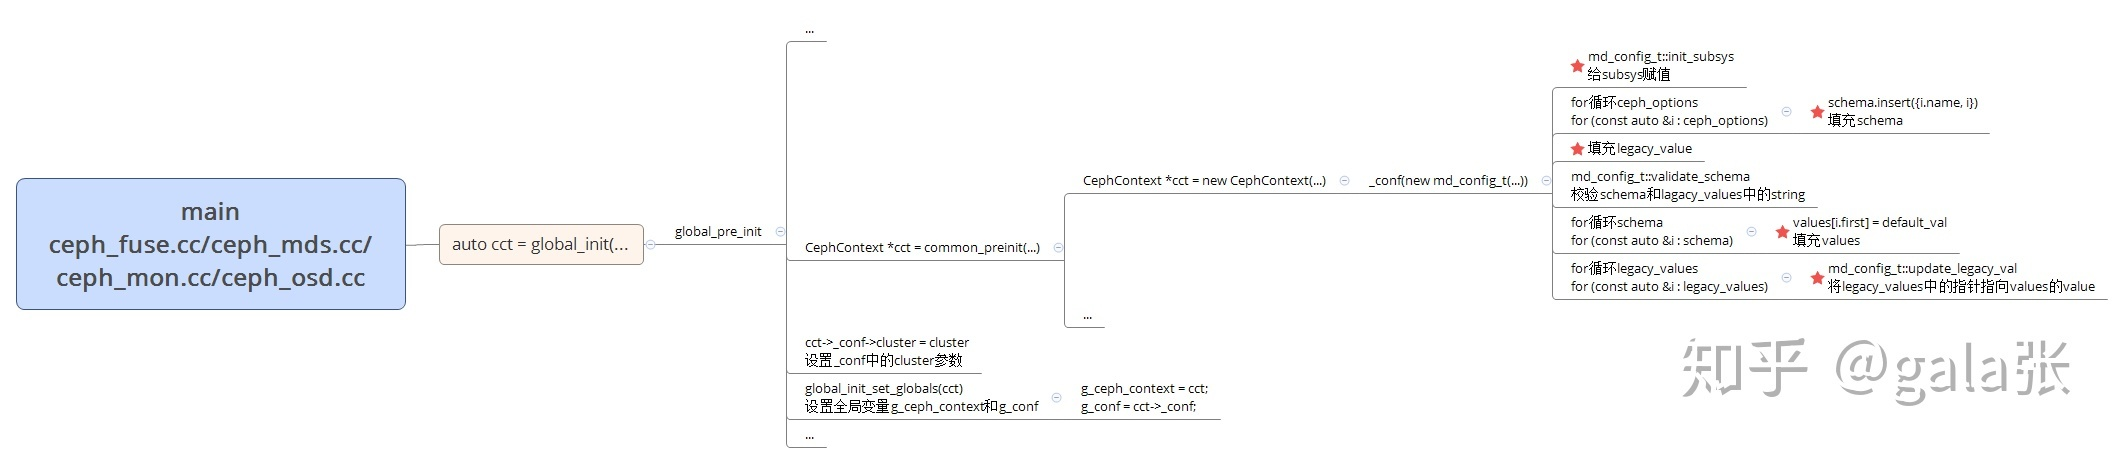 main
ceph_fuse.cc/ceph_mds.cc/
ceph_mon.cc/ceph_osd.cc
auto cct = global_init(...
global_pre_init
...
CephContext *cct = common_preinit(...)
CephContext *cct = new CephContext(...)
_conf(new md_config_t(...))
md_config_t::init_subsys
给subsys赋值
for循环ceph_options
for (const auto &i : ceph_options)
schema.insert({i.name, i})
填充schema
填充legacy_value
md_config_t::validate_schema
校验schema和lagacy_values中的string
for循环schema
for (const auto &i : schema)
values[i.first] = default_val
填充values
for循环legacy_values
for (const auto &i : legacy_values)
md_config_t::update_legacy_val
将legacy_values中的指针指向values的value
...
cct->_conf->cluster = cluster
设置_conf中的cluster参数
global_init_set_globals(cct)
设置全局变量g_ceph_context和g_conf
g_ceph_context = cct;
g_conf = cct->_conf;
...
知乎 @gala张